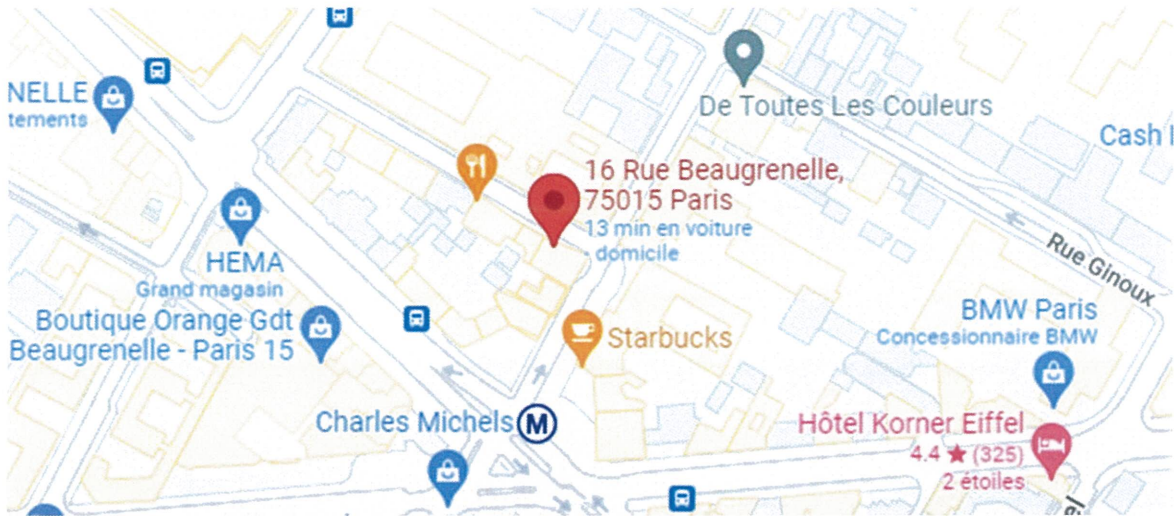 NELLE
tements
De Toutes Les Couleurs
Cash
16 Rue Beaugrenelle,
75015 Paris
13 min en voiture
domicile
HEMA
Grand magasin
Rue Ginoux
Boutique Orange Gdt
Beaugrenelle - Paris 15
Starbucks
BMW Paris
Concessionnaire BMW
Charles Michels
M
Hôtel Korner Eiffel
4.4 ★ (325)
2 étoiles